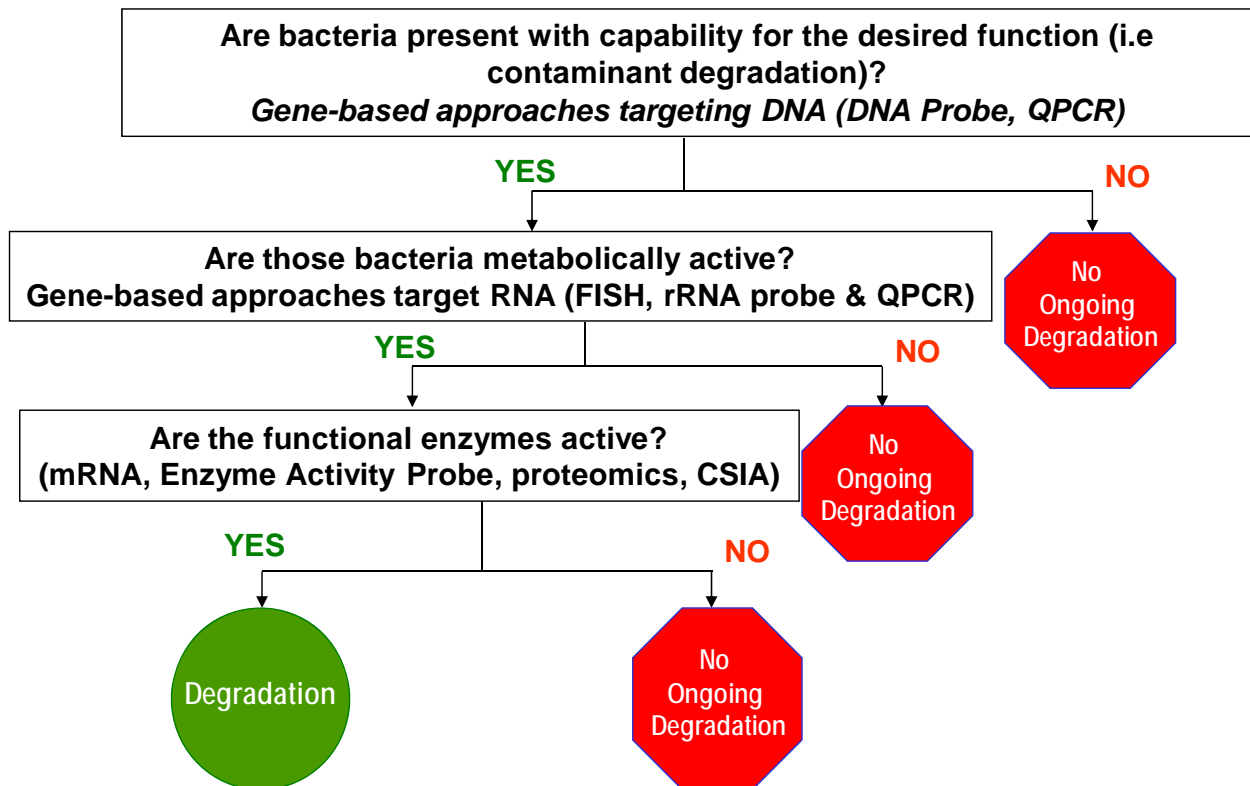 Are bacteria present with capability for the desired function (i.e
contaminant degradation)?
Gene-based approaches targeting DNA (DNA Probe, QPCR)
YES
NO
Are those bacteria metabolically active?
Gene-based approaches target RNA (FISH, rRNA probe & QPCR)
No
Ongoing
Degradation
YES
NO
Are the functional enzymes active?
(mRNA, Enzyme Activity Probe, proteomics, CSIA)
No
Ongoing
Degradation
YES
NO
Degradation
No
Ongoing
Degradation